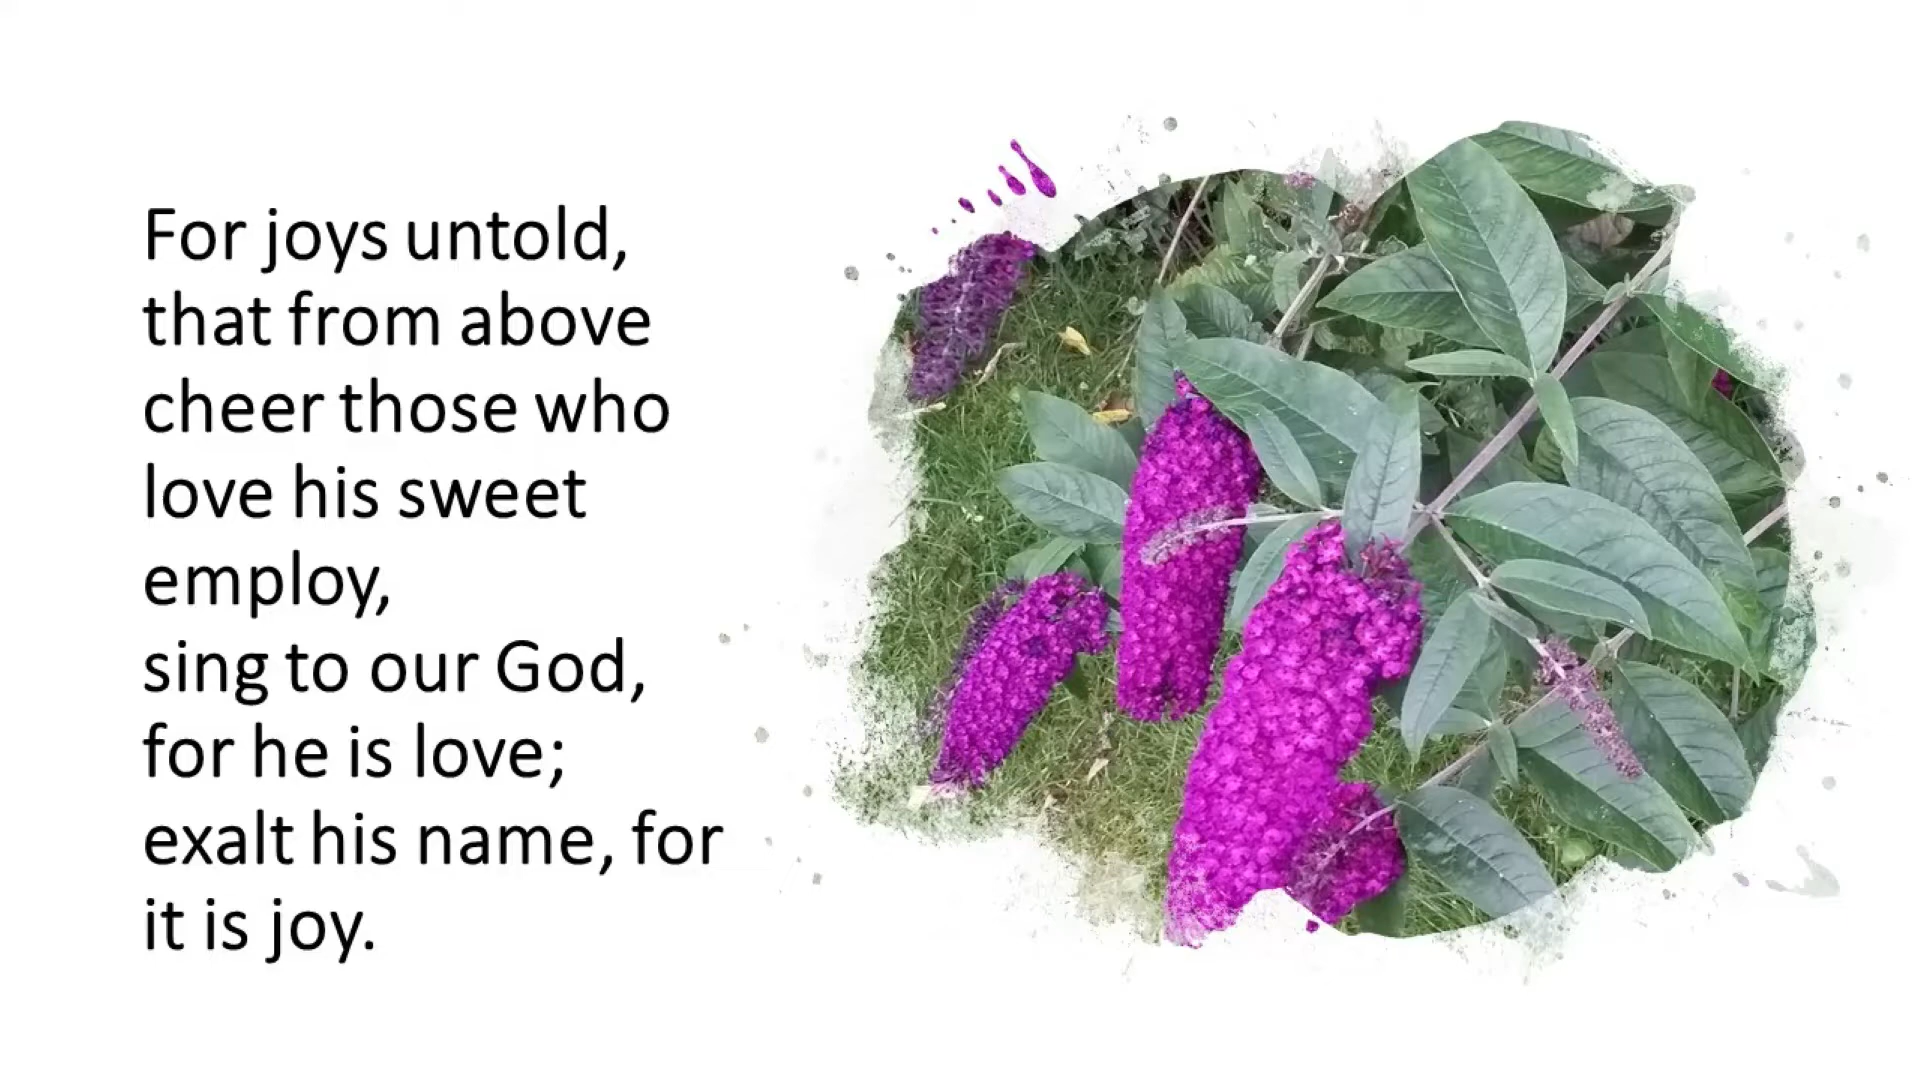 For joys untold,
that from above
cheer those who
love his sweet
employ,
sing to our God,
for he is love;
exalt his name, for
it is joy.